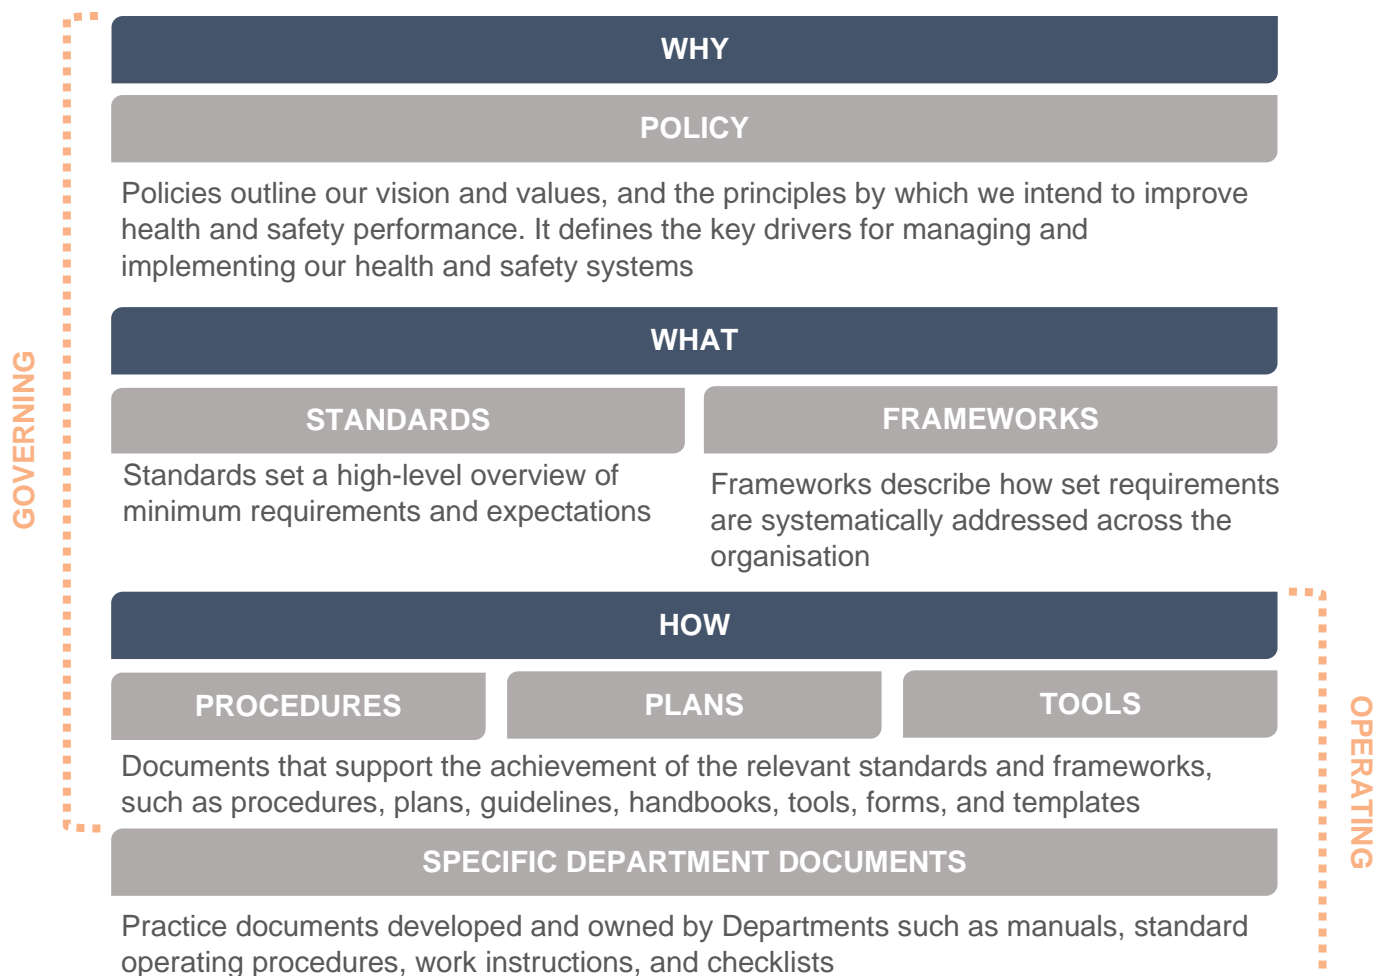 WHY
POLICY
Policies outline our vision and values, and the principles by which we intend to improve
health and safety performance. It defines the key drivers for managing and
implementing our health and safety systems
WHAT
STANDARDS
Standards set a high-level overview of
minimum requirements and expectations
FRAMEWORKS
Frameworks describe how set requirements
are systematically addressed across the
organisation
GOVERNING
HOW
PROCEDURES
PLANS
TOOLS
Documents that support the achievement of the relevant standards and frameworks,
such as procedures, plans, guidelines, handbooks, tools, forms, and templates
SPECIFIC DEPARTMENT DOCUMENTS
Practice documents developed and owned by Departments such as manuals, standard
operating procedures, work instructions, and checklists
OPERATING